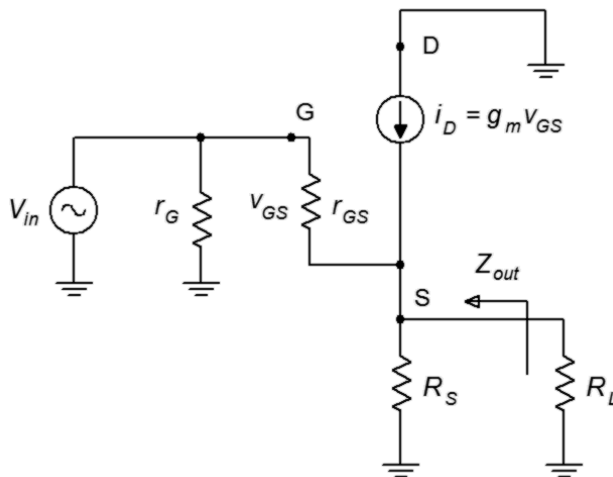 D
i_D = g_m v_GS
G
V_in
r_G
v_GS
r_GS
Z_out
S
R_S
R_L